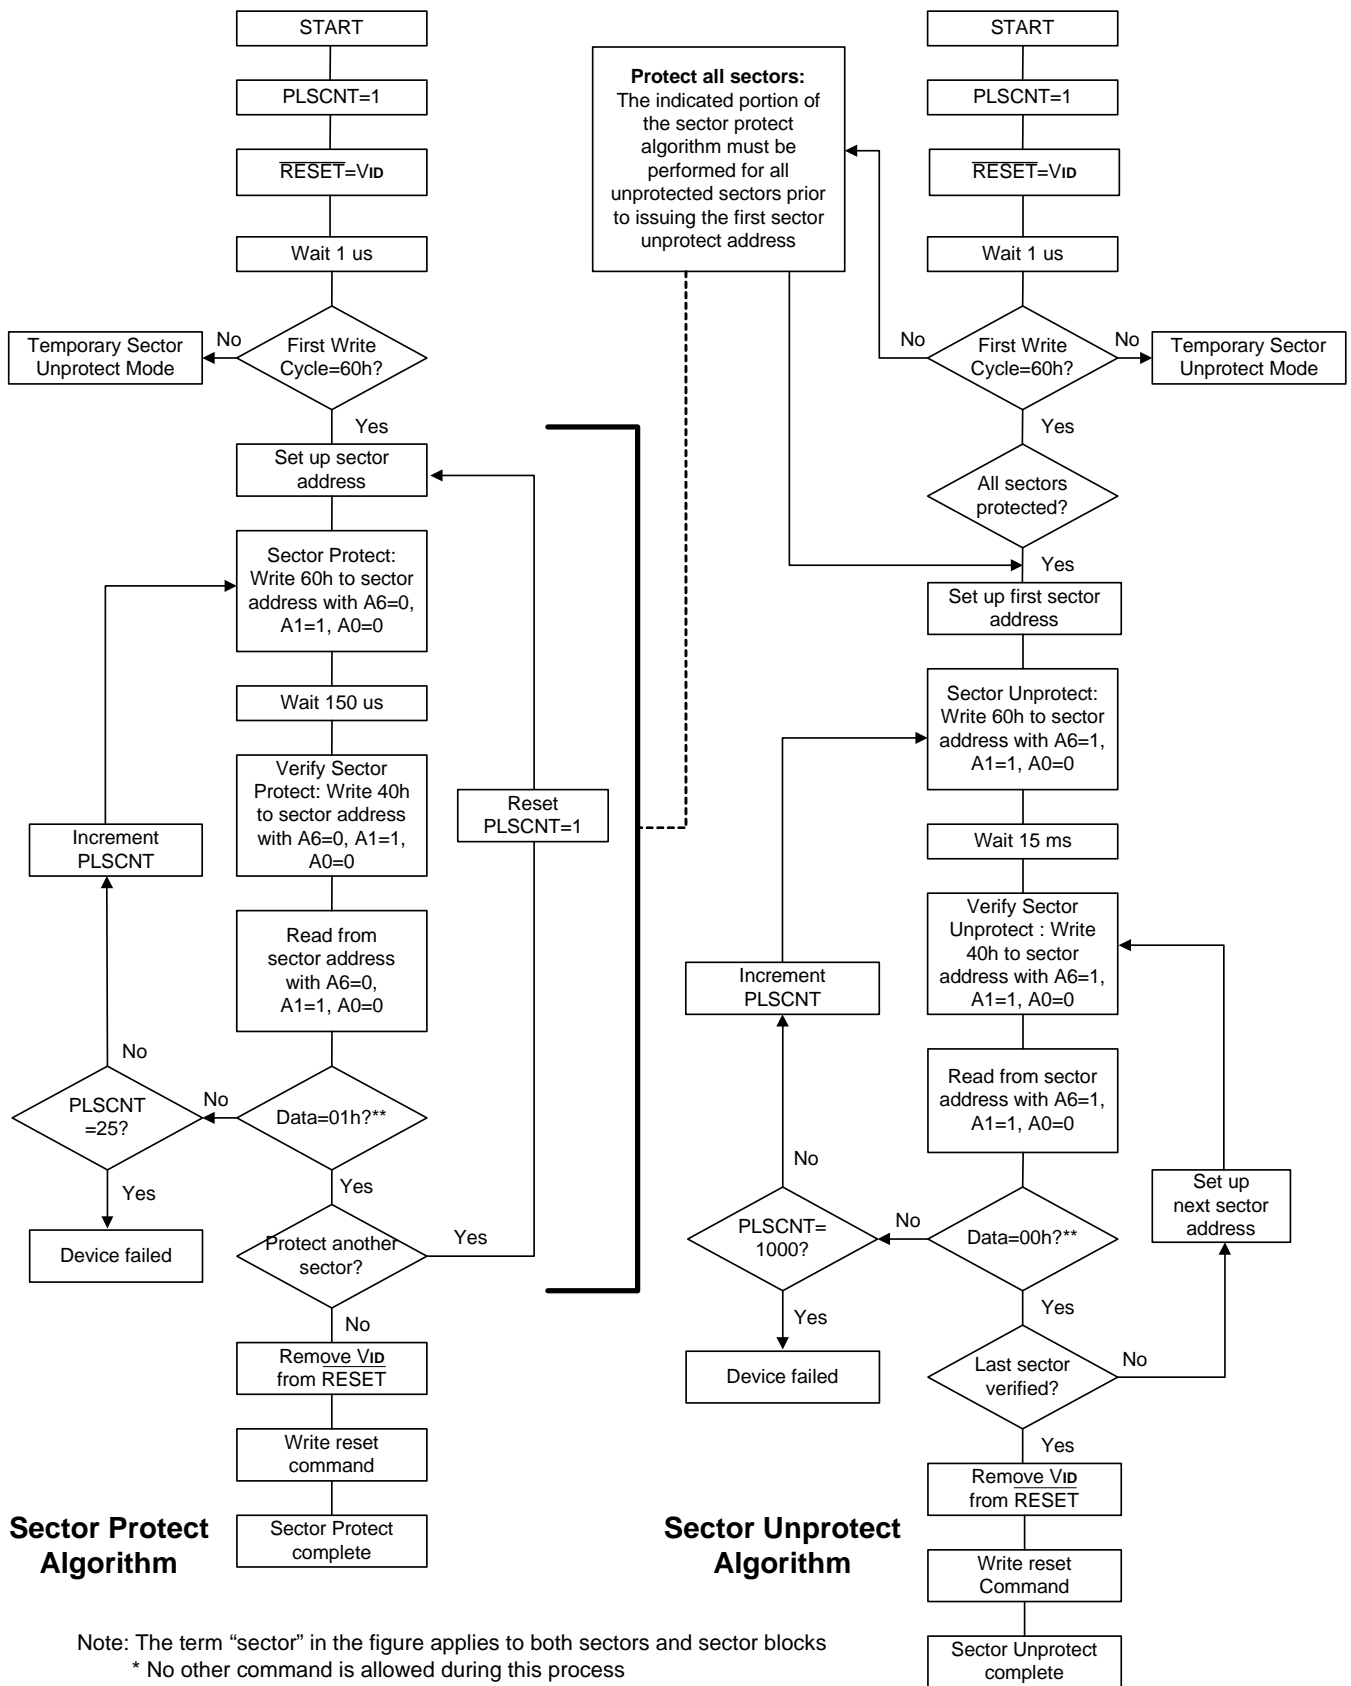 START
PLSCNT=1
RESET=VID
Wait 1 us
First Write
Cycle=60h?
No
Temporary Sector
Unprotect Mode
Yes
Set up sector
address
Sector Protect:
Write 60h to sector
address with A6=0,
A1=1, A0=0
Wait 150 us
Verify Sector
Protect: Write 40h
to sector address
with A6=0, A1=1,
A0=0
Reset
PLSCNT=1
Increment
PLSCNT
Read from
sector address
with A6=0,
A1=1, A0=0
No
PLSCNT
=25?
No
Data=01h?**
Yes
Yes
Device failed
Protect another
sector?
Yes
No
Remove VID
from RESET
Write reset
command
Sector Protect
complete
Sector Protect
Algorithm
Protect all sectors:
The indicated portion of
the sector protect
algorithm must be
performed for all
unprotected sectors prior
to issuing the first sector
unprotect address
START
PLSCNT=1
RESET=VID
Wait 1 us
No
First Write
Cycle=60h?
No
Temporary Sector
Unprotect Mode
Yes
All sectors
protected?
Yes
Set up first sector
address
Sector Unprotect:
Write 60h to sector
address with A6=1,
A1=1, A0=0
Wait 15 ms
Verify Sector
Unprotect : Write
40h to sector
address with A6=1,
A1=1, A0=0
Increment
PLSCNT
Read from sector
address with A6=1,
A1=1, A0=0
No
Set up
next sector
address
PLSCNT=
1000?
No
Data=00h?**
Yes
Yes
Device failed
Last sector
verified?
No
Yes
Remove VID
from RESET
Write reset
Command
Sector Unprotect
complete
Sector Unprotect
Algorithm
Note: The term “sector” in the figure applies to both sectors and sector blocks
* No other command is allowed during this process